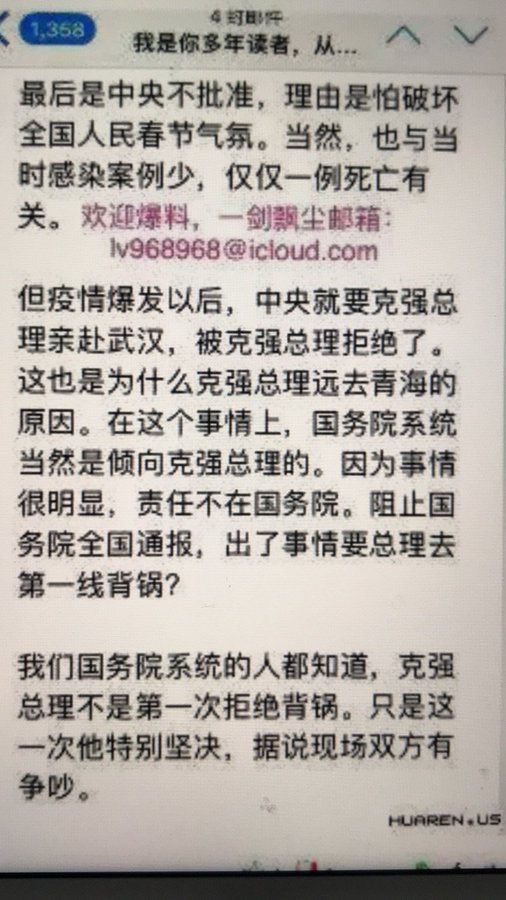 1,358
4 封邮件
我是你多年读者，从...
最后是中央不批准，理由是怕破坏
全国人民春节气氛。当然，也与当
时感染案例少，仅仅一例死亡有
关。欢迎爆料，一剑飘尘邮箱：
lv968968@icloud.com
但疫情爆发以后，中央就要克强总
理亲赴武汉，被克强总理拒绝了。
这也是为什么克强总理远去青海的
原因。在这个事情上，国务院系统
当然是倾向克强总理的。因为事情
很明显，责任不在国务院。阻止国
务院全国通报，出了事情要总理去
第一线背锅？
我们国务院系统的人都知道，克强
总理不是第一次拒绝背锅。只是这
一次他特别坚决，据说现场双方有
争吵。
HUAREN.US